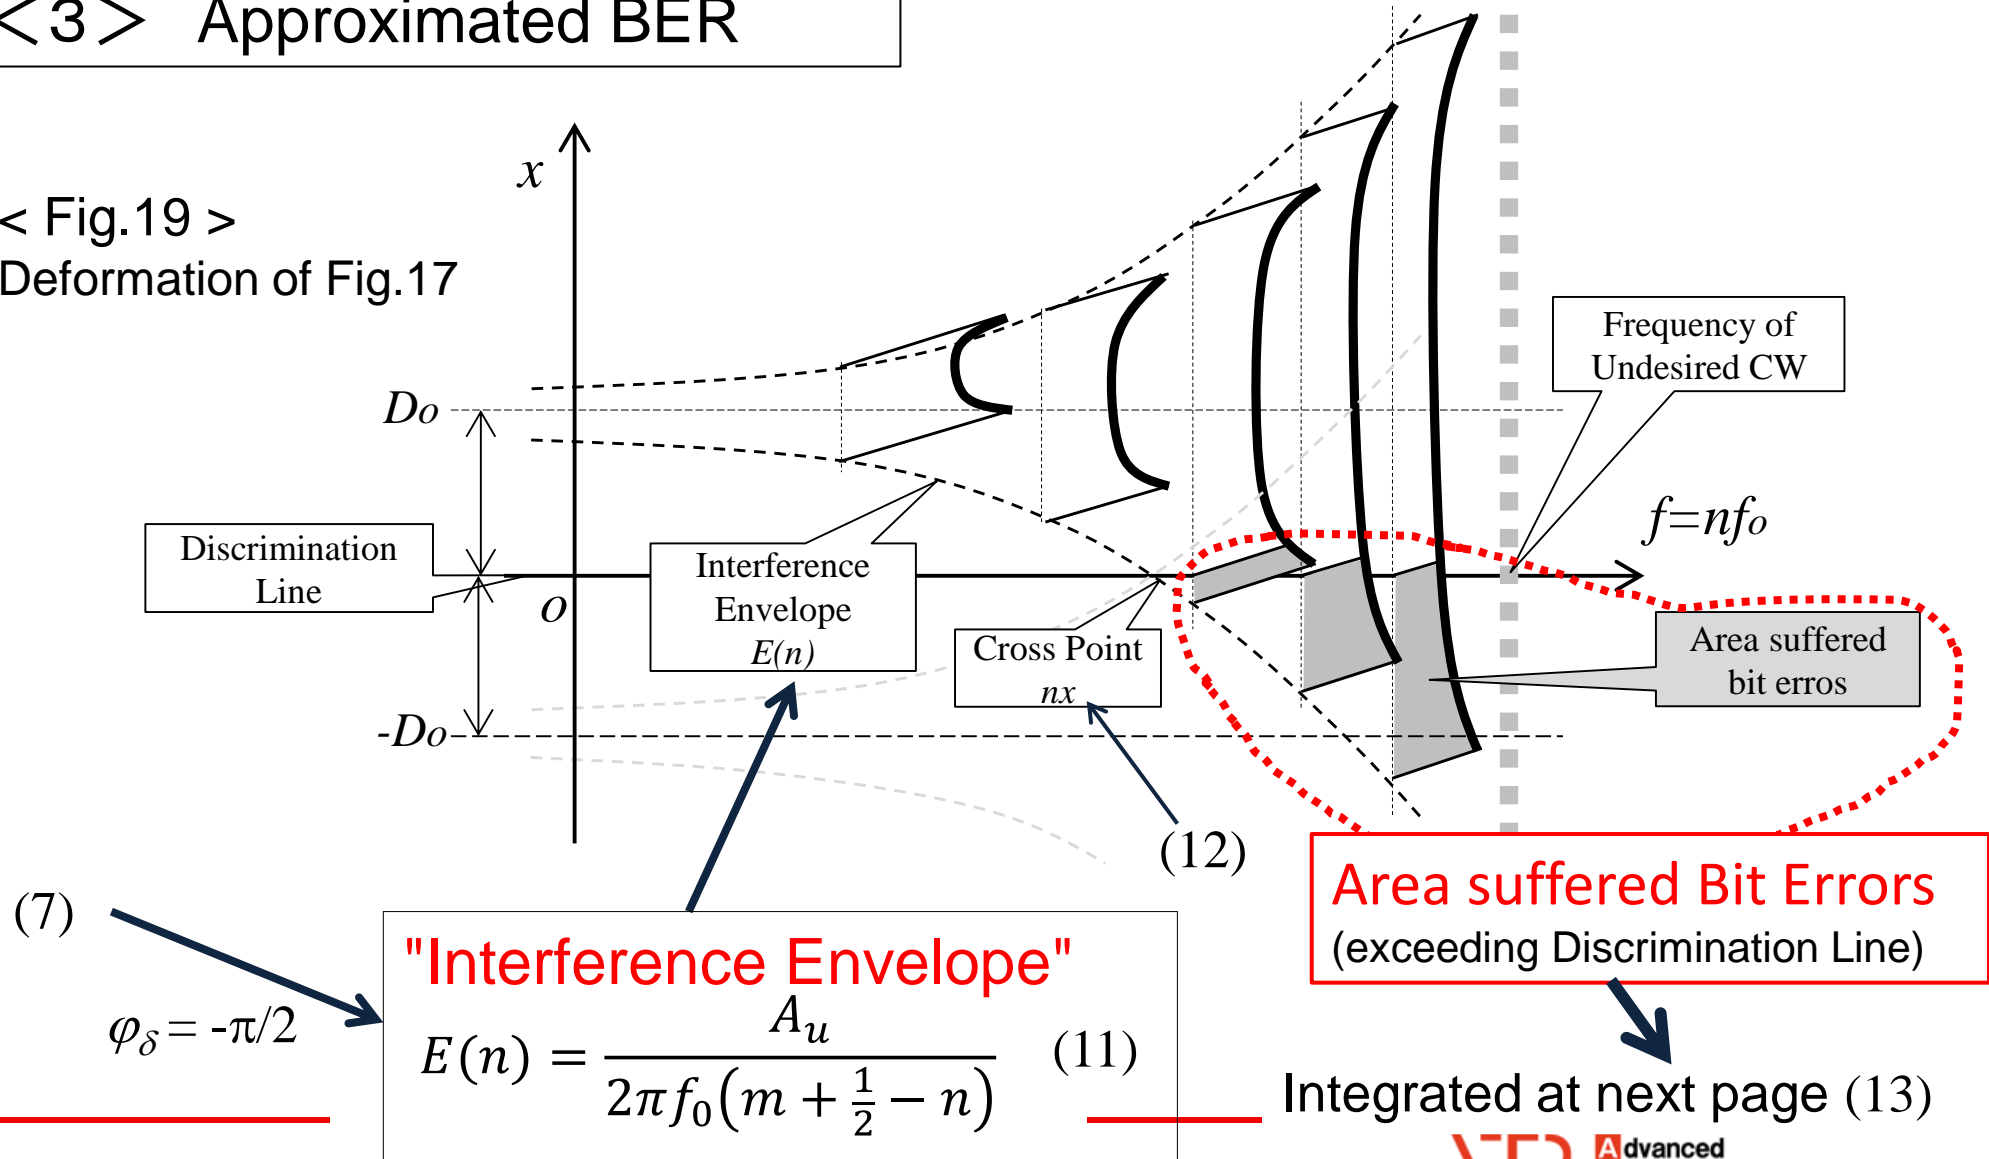 <3> Approximated BER
< Fig.19 >
Deformation of Fig.17
x
Do
-Do
o
f=nfo
Discrimination
Line
Interference
Envelope
E(n)
Cross Point
nx
Frequency of
Undesired CW
Area suffered
bit erros
(12)
(7)
φδ = -π/2
"Interference Envelope"
E(n) = A_u / 2πf₀(m + 1/2 − n) (11)
Area suffered Bit Errors
(exceeding Discrimination Line)
Integrated at next page (13)
Advanced